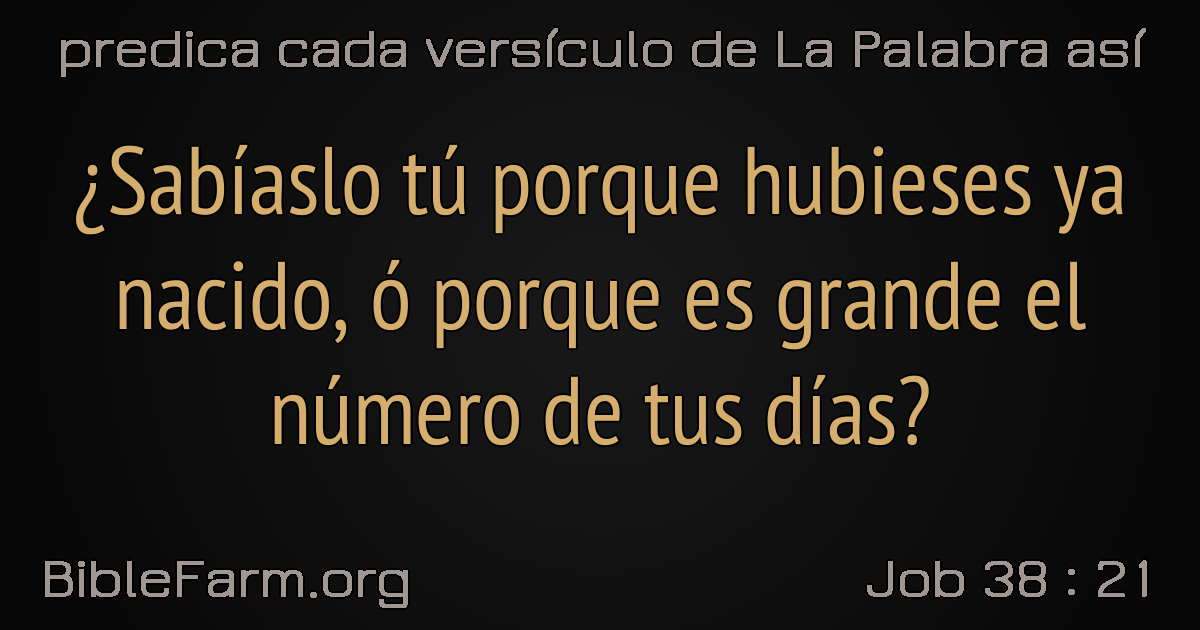 predica cada versículo de La Palabra así
¿Sabíaslo tú porque hubieses ya
nacido, ó porque es grande el
número de tus días?
BibleFarm.org
Job 38 : 21